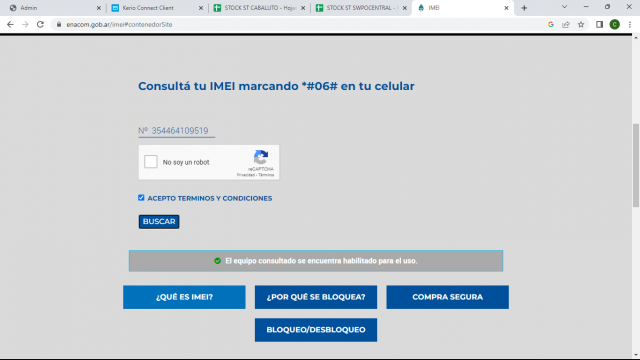 Admin
Kerio Connect Client
STOCK ST CABALLITO - Hoja
STOCK ST SWPOCENTRAL -
IMEI
enacom.gob.ar/imei#contenedorSite
C
Consultá tu IMEI marcando *#06# en tu celular
Nº 354464109519
No soy un robot
reCAPTCHA
Privacidad - Términos
ACEPTO TERMINOS Y CONDICIONES
BUSCAR
El equipo consultado se encuentra habilitado para el uso.
¿QUÉ ES IMEI?
¿POR QUÉ SE BLOQUEA?
COMPRA SEGURA
BLOQUEO/DESBLOQUEO